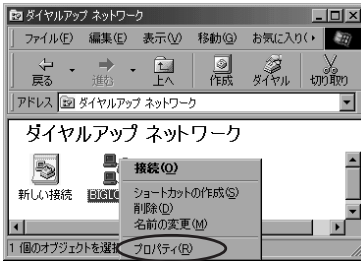 ダイヤルアップ ネットワーク
ファイル(F) 編集(E) 表示(V) 移動(G) お気に入り(
戻る 進む 上へ 作成 ダイヤル 切り取り
アドレス ダイヤルアップ ネットワーク
ダイヤルアップ ネットワーク
新しい接続
接続(O)
ショートカットの作成(S)
削除(D)
名前の変更(M)
プロパティ(R)
1 個のオブジェクトを選択